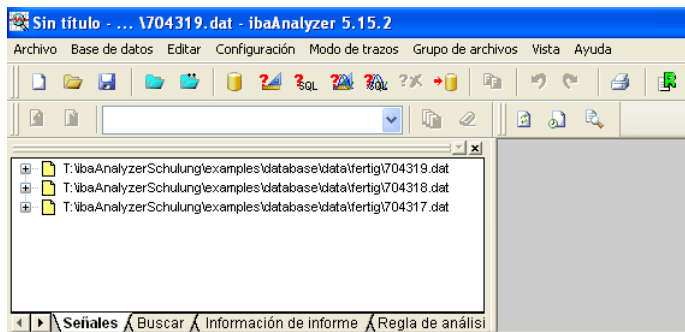 Sin título - ... \704319.dat - ibaAnalyzer 5.15.2
Archivo Base de datos Editar Configuración Modo de trazos Grupo de archivos Vista Ayuda
SQL SQL
T:\ibaAnalyzerSchulung\examples\database\data\fertig\704319.dat
T:\ibaAnalyzerSchulung\examples\database\data\fertig\704318.dat
T:\ibaAnalyzerSchulung\examples\database\data\fertig\704317.dat
Señales Buscar Información de informe Regla de análisi